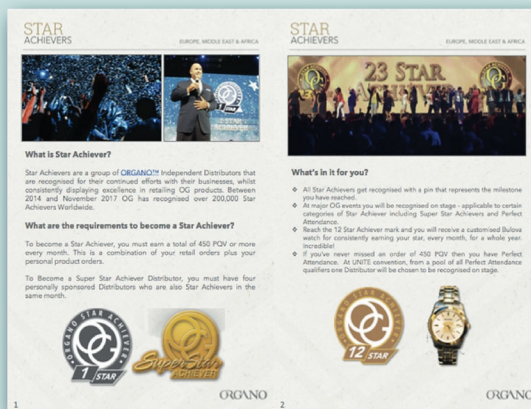 STAR
ACHIEVERS
EUROPE, MIDDLE EAST & AFRICA
What is Star Achiever?
Star Achievers are a group of ORGANO™ Independent Distributors that
are recognised for their continued efforts with their businesses, whilst
consistently displaying excellence in retailing OG products. Between
2014 and November 2017 OG has recognised over 200,000 Star
Achievers Worldwide.
What are the requirements to become a Star Achiever?
To become a Star Achiever, you must earn a total of 450 PQV or more
every month. This is a combination of your retail orders plus your
personal product orders.
To Become a Super Star Achiever Distributor, you must have four
personally sponsored Distributors who are also Star Achievers in the
same month.
ORGANO STAR ACHIEVER
OG
1 STAR
OG
SuperStar
ACHIEVER
ORGANO
1
STAR
ACHIEVERS
EUROPE, MIDDLE EAST & AFRICA
23 STAR
What's in it for you?
❖ All Star Achievers get recognised with a pin that represents the milestone
you have reached.
❖ At major OG events you will be recognised on stage - applicable to certain
categories of Star Achiever including Super Star Achievers and Perfect
Attendance.
❖ Reach the 12 Star Achiever mark and you will receive a customised Bulova
watch for consistently earning your star, every month, for a whole year.
Incredible!
❖ If you've never missed an order of 450 PQV then you have Perfect
Attendance. At UNITE convention, from a pool of all Perfect Attendance
qualifiers one Distributor will be chosen to be recognised on stage.
ORGANO STAR ACHIEVER
OG
12 STAR
ORGANO
2